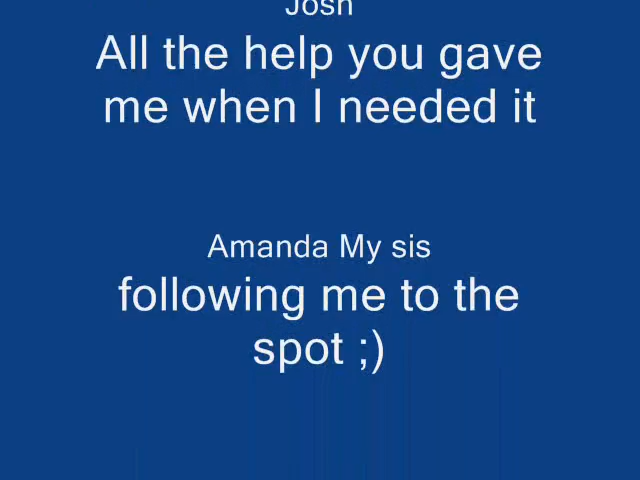 Josh
All the help you gave
me when I needed it
Amanda My sis
following me to the
spot ;)